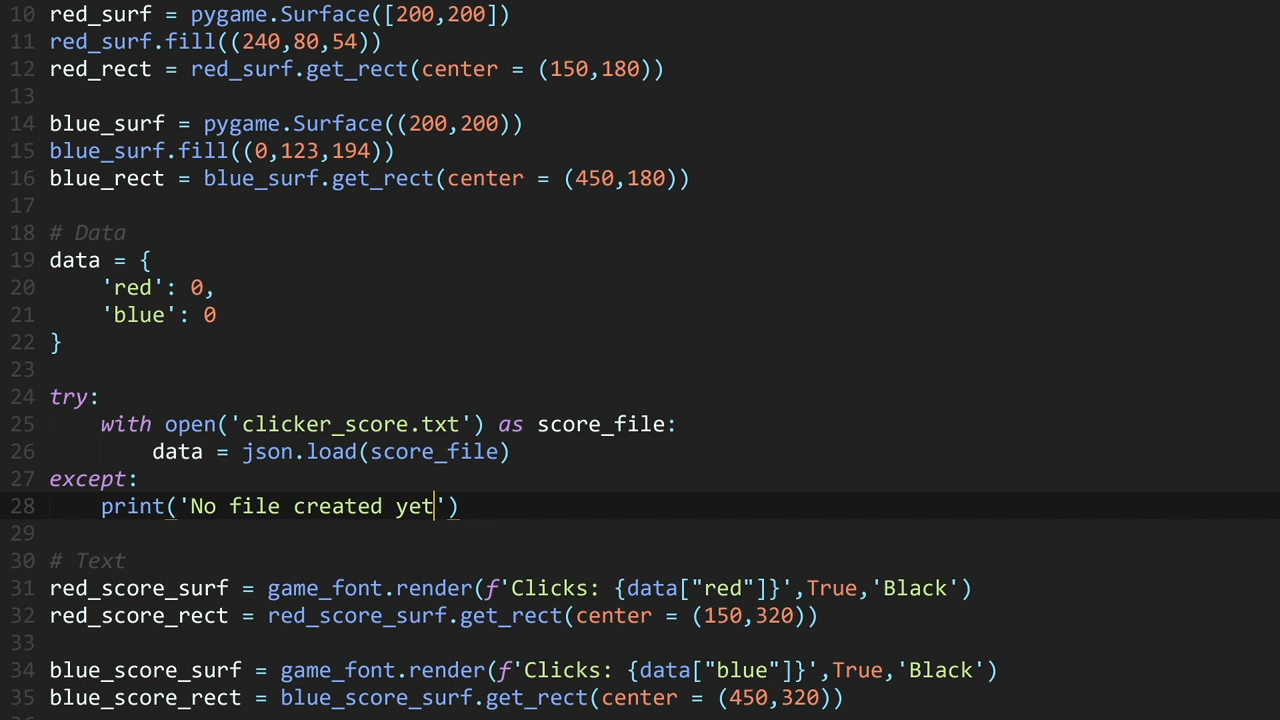 10 red_surf = pygame.Surface([200,200])
11 red_surf.fill((240,80,54))
12 red_rect = red_surf.get_rect(center = (150,180))
13
14 blue_surf = pygame.Surface((200,200))
15 blue_surf.fill((0,123,194))
16 blue_rect = blue_surf.get_rect(center = (450,180))
17
18 # Data
19 data = {
20     'red': 0,
21     'blue': 0
22 }
23
24 try:
25     with open('clicker_score.txt') as score_file:
26         data = json.load(score_file)
27 except:
28     print('No file created yet')
29
30 # Text
31 red_score_surf = game_font.render(f'Clicks: {data["red"]}',True,'Black')
32 red_score_rect = red_score_surf.get_rect(center = (150,320))
33
34 blue_score_surf = game_font.render(f'Clicks: {data["blue"]}',True,'Black')
35 blue_score_rect = blue_score_surf.get_rect(center = (450,320))